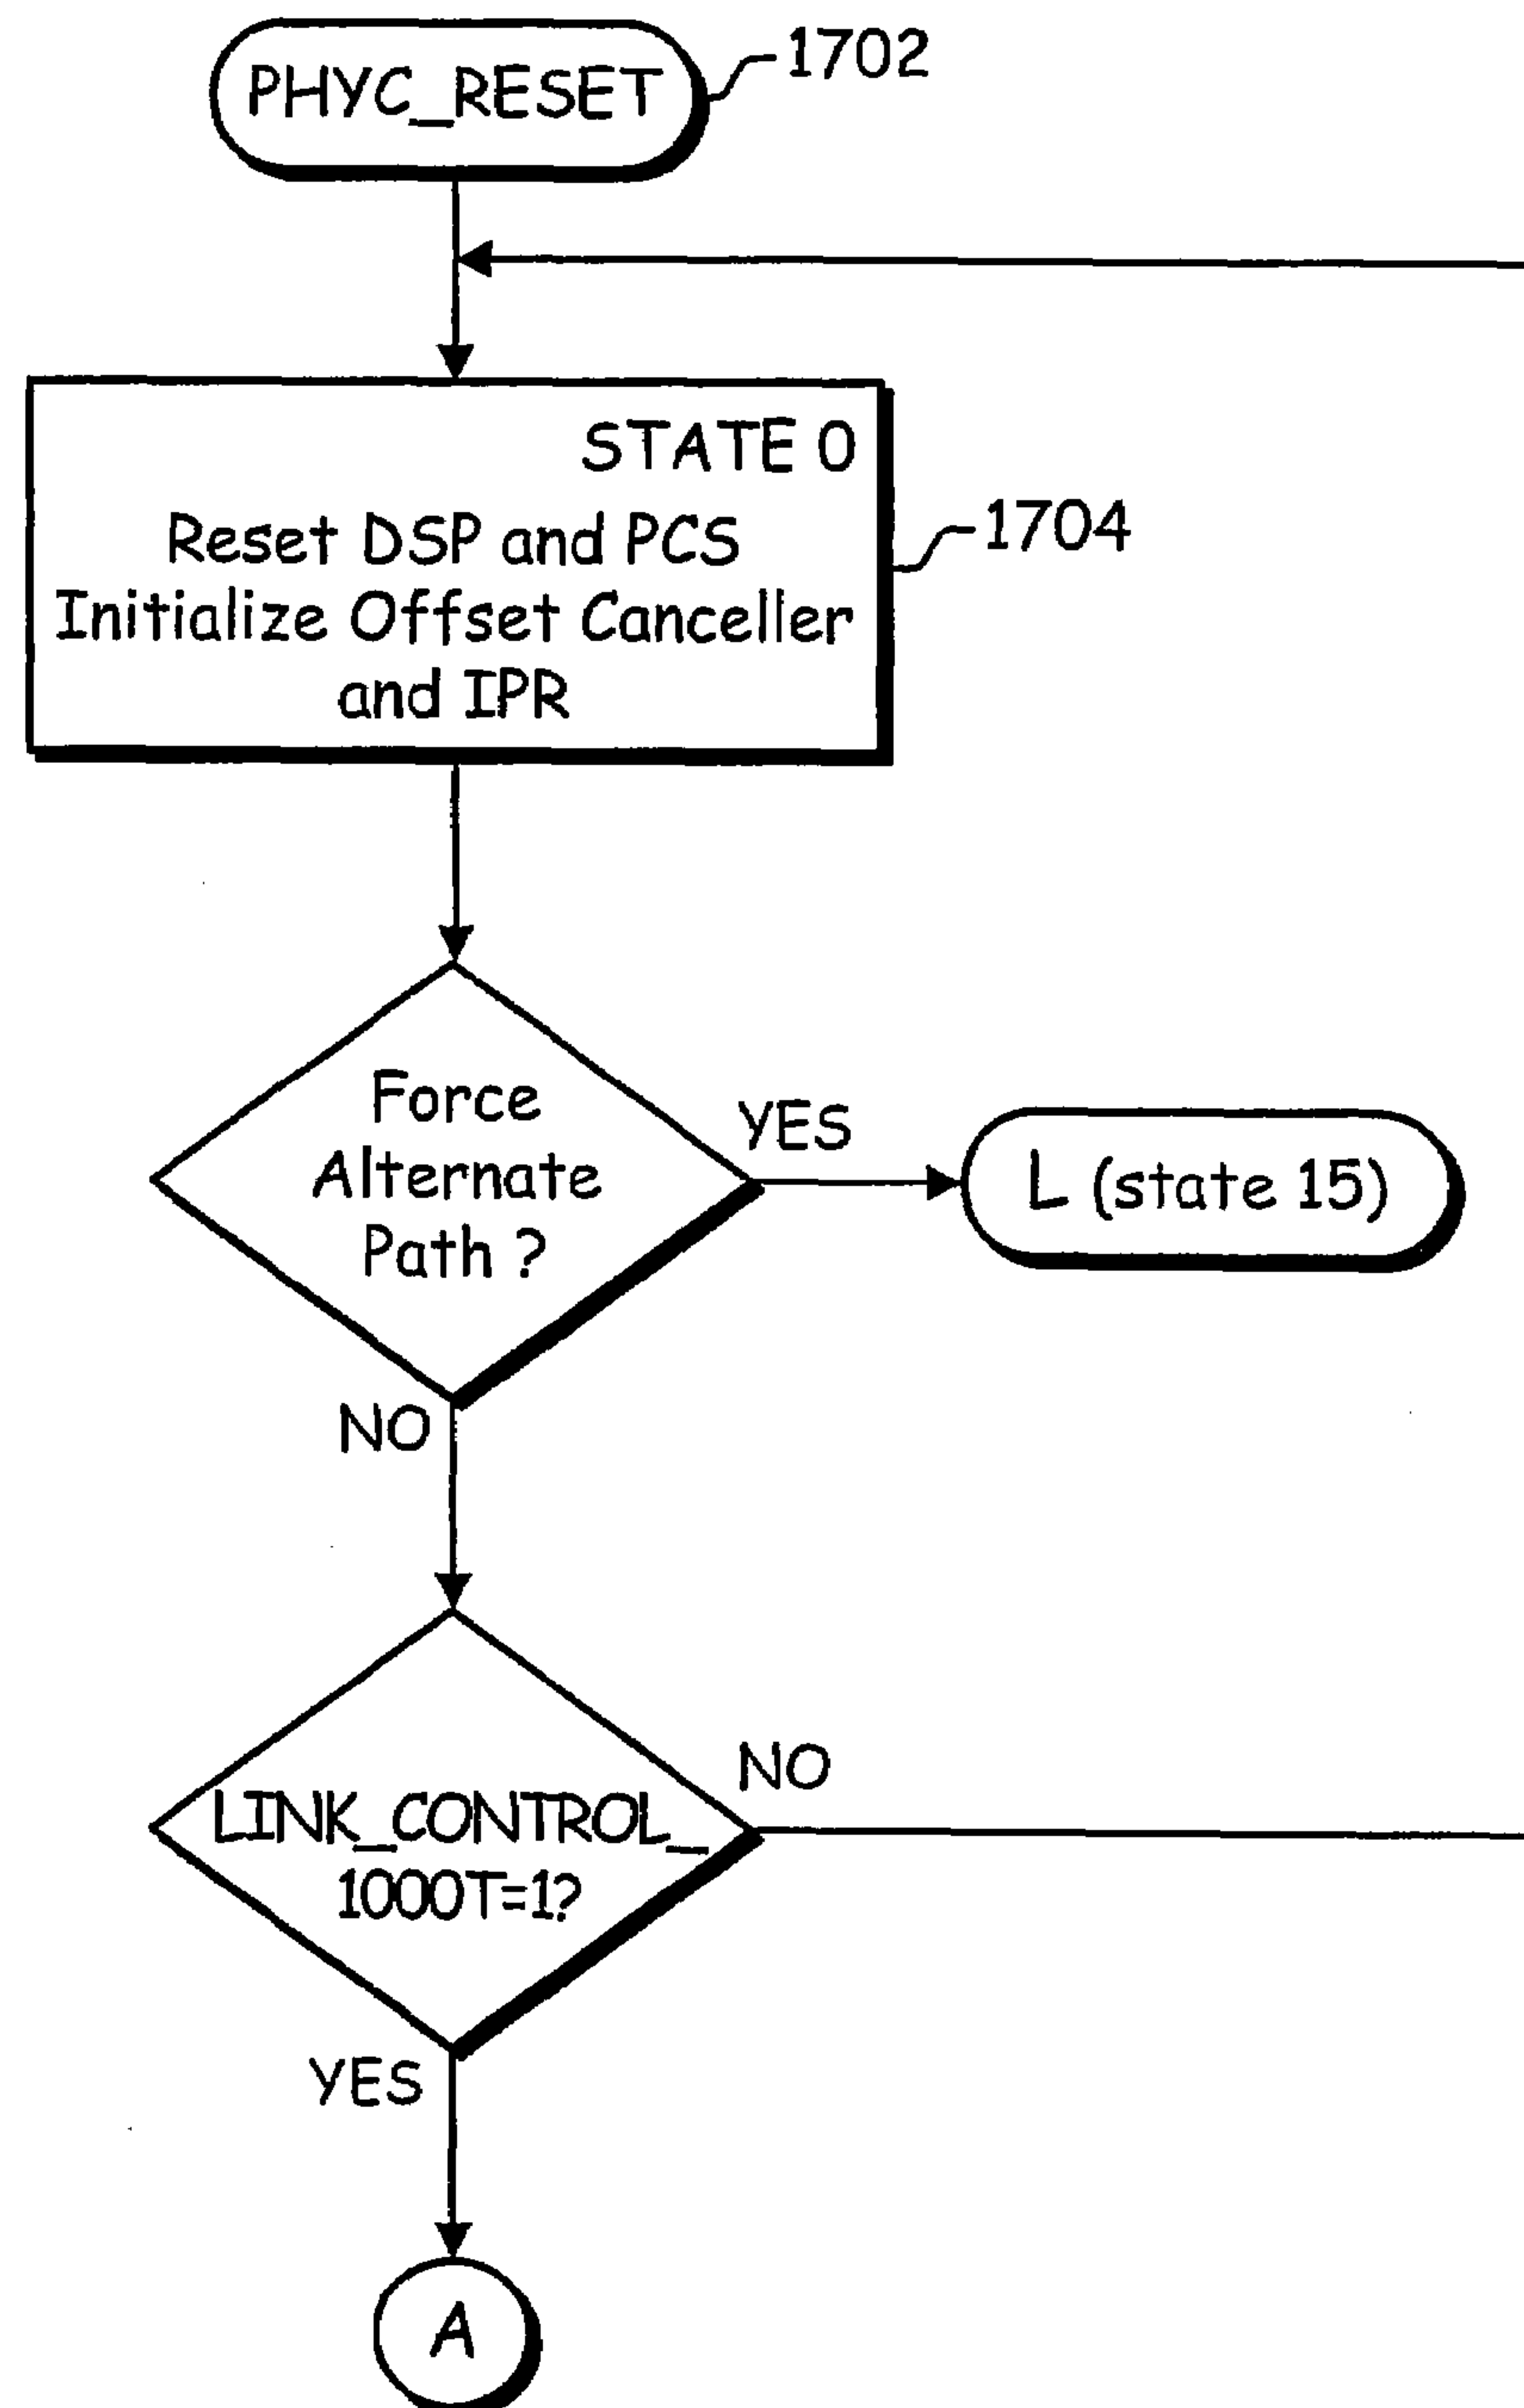 PHYC_RESET
1702
STATE 0
Reset DSP and PCS
Initialize Offset Canceller
and IPR
1704
Force
Alternate
Path ?
YES
L (state 15)
NO
LINK_CONTROL_
1000T=1?
NO
YES
A